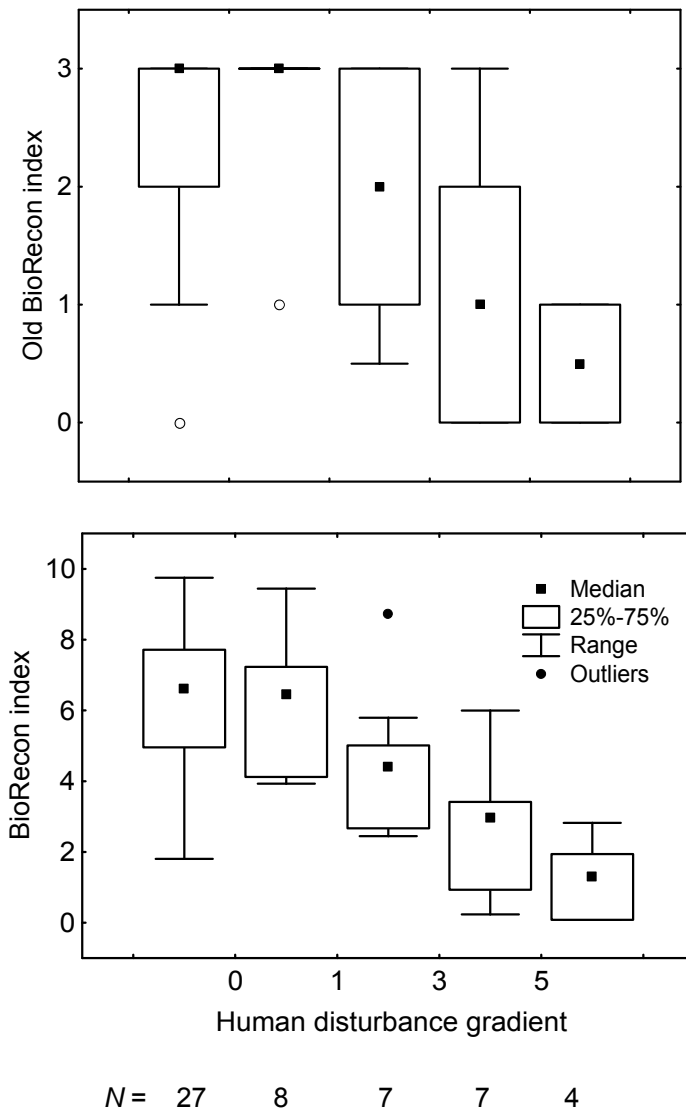 3
2
1
0
Old BioRecon index
10
8
6
4
2
0
BioRecon index
Median
25%-75%
Range
Outliers
0 1 3 5
Human disturbance gradient
N = 27 8 7 7 4